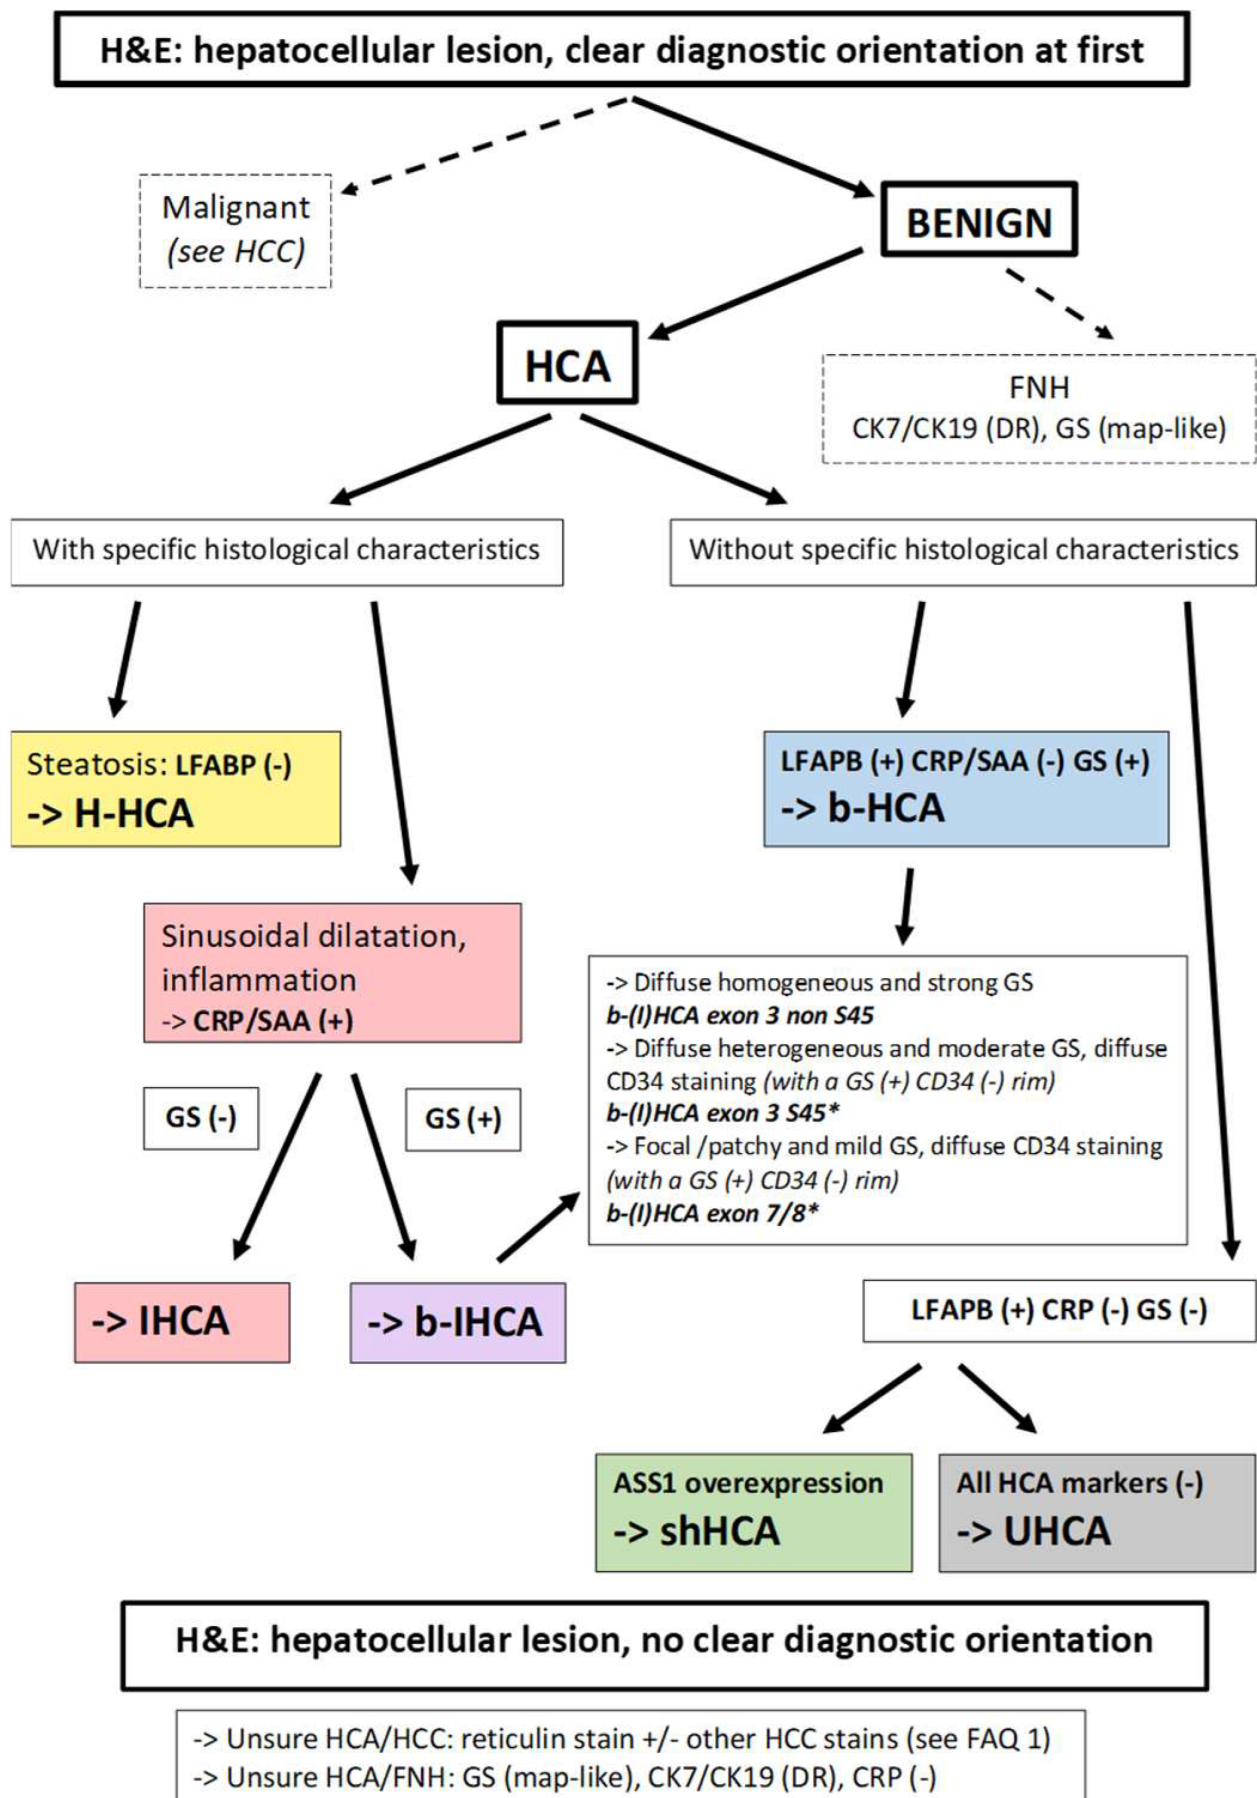 H&E: hepatocellular lesion, clear diagnostic orientation at first
Malignant
(see HCC)
BENIGN
HCA
FNH
CK7/CK19 (DR), GS (map-like)
With specific histological characteristics
Without specific histological characteristics
Steatosis: LFABP (-)
-> H-HCA
LFAPB (+) CRP/SAA (-) GS (+)
-> b-HCA
Sinusoidal dilatation,
inflammation
-> CRP/SAA (+)
-> Diffuse homogeneous and strong GS
b-(I)HCA exon 3 non S45
-> Diffuse heterogeneous and moderate GS, diffuse
CD34 staining (with a GS (+) CD34 (-) rim)
b-(I)HCA exon 3 S45*
-> Focal /patchy and mild GS, diffuse CD34 staining
(with a GS (+) CD34 (-) rim)
b-(I)HCA exon 7/8*
GS (-)
GS (+)
-> IHCA
-> b-IHCA
LFAPB (+) CRP (-) GS (-)
ASS1 overexpression
-> shHCA
All HCA markers (-)
-> UHCA
H&E: hepatocellular lesion, no clear diagnostic orientation
-> Unsure HCA/HCC: reticulin stain +/- other HCC stains (see FAQ 1)
-> Unsure HCA/FNH: GS (map-like), CK7/CK19 (DR), CRP (-)